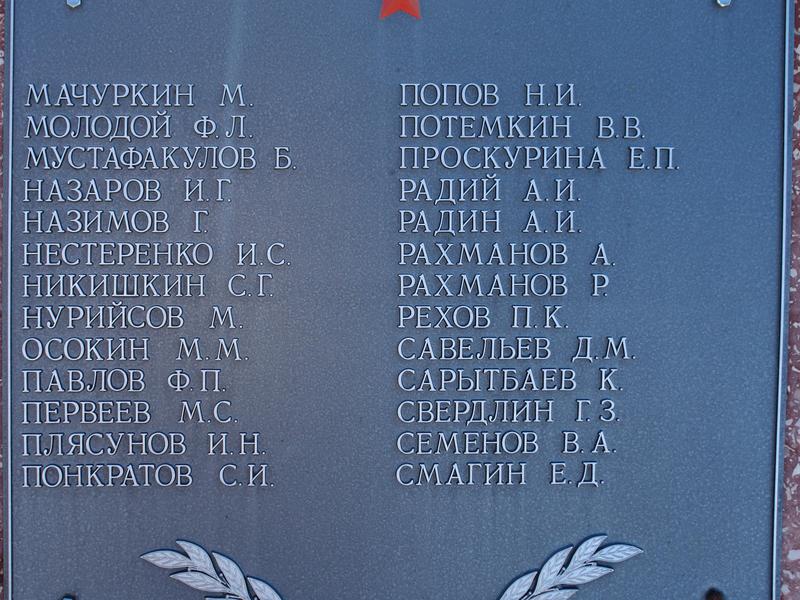 МАЧУРКИН М.
МОЛОДОЙ Ф.Л.
МУСТАФАКУЛОВ Б.
НАЗАРОВ И.Г.
НАЗИМОВ Г.
НЕСТЕРЕНКО И.С.
НИКИШКИН С.Г.
НУРИЙСОВ М.
ОСОКИН М.М.
ПАВЛОВ Ф.П.
ПЕРВЕЕВ М.С.
ПЛЯСУНОВ И.Н.
ПОНКРАТОВ С.И.
ПОПОВ Н.И.
ПОТЕМКИН В.В.
ПРОСКУРИНА Е.П.
РАДИЙ А.И.
РАДИН А.И.
РАХМАНОВ А.
РАХМАНОВ Р.
РЕХОВ П.К.
САВЕЛЬЕВ Д.М.
САРЫТБАЕВ К.
СВЕРДЛИН Г.З.
СЕМЕНОВ В.А.
СМАГИН Е.Д.